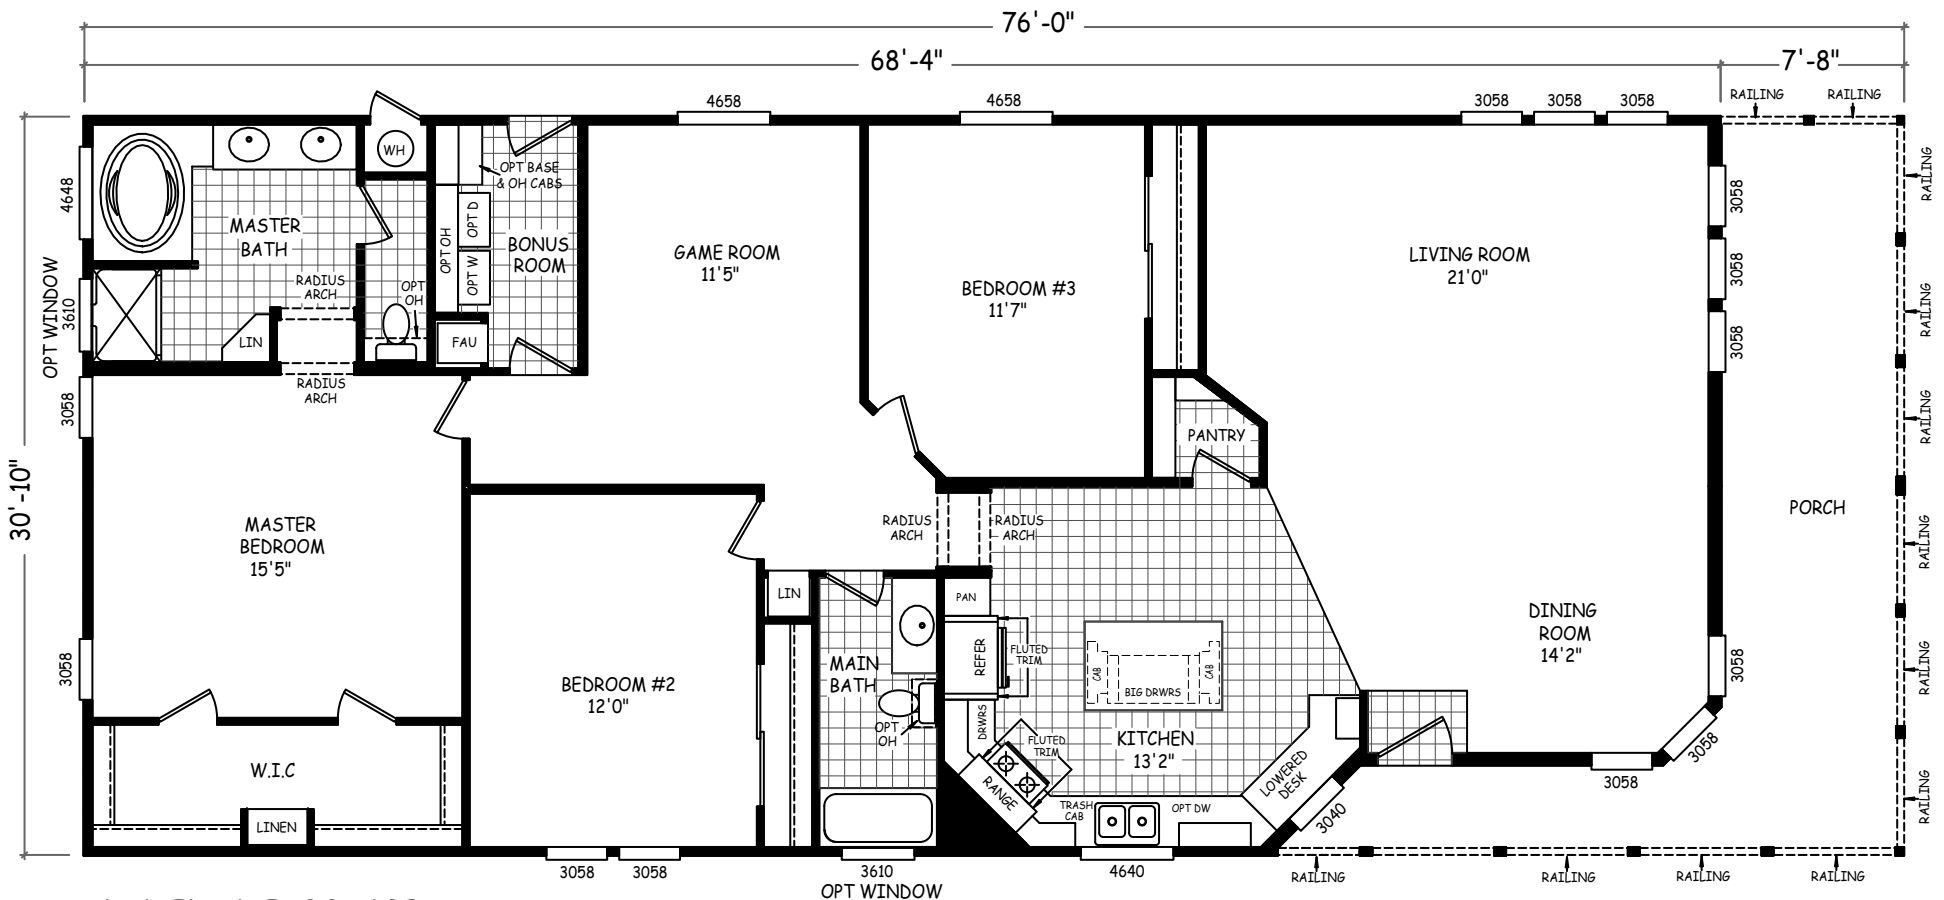 76'-0"
68'-4"
7'-8"
4658
4658
3058
3058
3058
RAILING
RAILING
WH
OPT BASE
& OH CABS
4648
MASTER
BATH
OPT OH
OPT D
OPT W
BONUS
ROOM
GAME ROOM
11'5"
BEDROOM #3
11'7"
LIVING ROOM
21'0"
3058
3058
3058
RAILING
RAILING
RAILING
RAILING
RAILING
RAILING
OPT WINDOW
3610
RADIUS
ARCH
OPT
OH
LIN
FAU
RADIUS
ARCH
3058
PANTRY
30'-10"
MASTER
BEDROOM
15'5"
RADIUS
ARCH
RADIUS
ARCH
PORCH
LIN
PAN
REFER
FLUTED
TRIM
CAB
CAB
BIG DRWRS
DINING
ROOM
14'2"
3058
3058
BEDROOM #2
12'0"
MAIN
BATH
OPT
OH
DRWRS
FLUTED
TRIM
RANGE
KITCHEN
13'2"
LOWERED
DESK
3058
3058
3040
W.I.C
LINEN
TRASH
CAB
OPT DW
3058
3058
3610
OPT WINDOW
4640
RAILING
RAILING
RAILING
RAILING